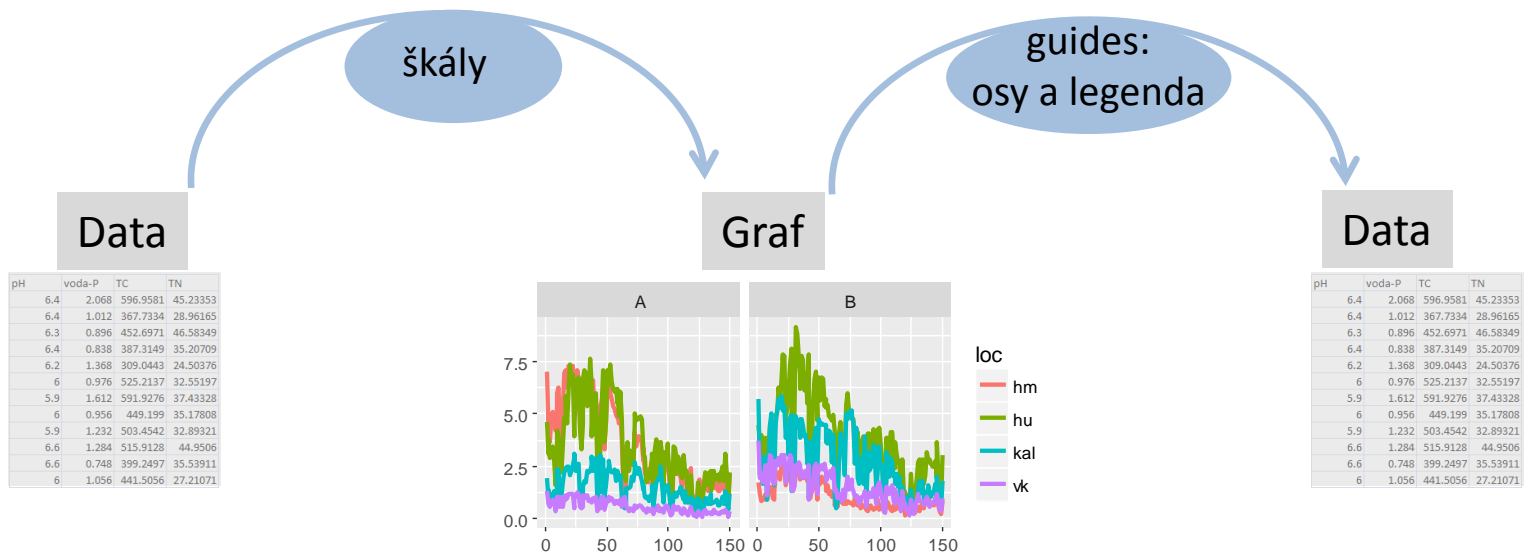 škály
guides:
osy a legenda
Data
Graf
Data
pH voda-P TC TN
6.4 2.068 596.9581 45.23353
6.4 1.012 367.7334 28.96165
6.3 0.896 452.6971 46.58349
6.4 0.838 387.3149 35.20709
6.2 1.368 309.0443 24.50376
6 0.976 525.2137 32.55197
5.9 1.612 591.9276 37.43328
6 0.956 449.199 35.17808
5.9 1.232 503.4542 32.89321
6.6 1.284 515.9128 44.9506
6.6 0.748 399.2497 35.53911
6 1.056 441.5056 27.21071
A B
7.5
5.0
2.5
0.0
0 50 100 150 0 50 100 150
loc
hm
hu
kal
vk
pH voda-P TC TN
6.4 2.068 596.9581 45.23353
6.4 1.012 367.7334 28.96165
6.3 0.896 452.6971 46.58349
6.4 0.838 387.3149 35.20709
6.2 1.368 309.0443 24.50376
6 0.976 525.2137 32.55197
5.9 1.612 591.9276 37.43328
6 0.956 449.199 35.17808
5.9 1.232 503.4542 32.89321
6.6 1.284 515.9128 44.9506
6.6 0.748 399.2497 35.53911
6 1.056 441.5056 27.21071